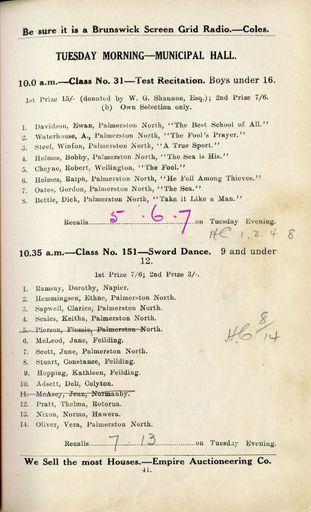 Be sure it is a Brunswick Screen Grid Radio.—Coles.
TUESDAY MORNING—MUNICIPAL HALL.
10.0 a.m.—Class No. 31—Test Recitation. Boys under 16.
1st Prize 15/- (donated by W. G. Shannon, Esq.); 2nd Prize 7/6.
(b) Own Selection only.
1. Davidson, Ewan, Palmerston North, "The Best School of All."
2. Waterhouse, A., Palmerston North, "The Fool's Prayer."
3. Steel, Winfon, Palmerston North, "A True Sport."
4. Holmes, Bobby, Palmerston North, "The Sea is His."
5. Cheyne, Robert, Wellington, "The Fool."
6. Holmes, Ralph, Palmerston North, "He Fell Among Thieves."
7. Oates, Gordon, Palmerston North, "The Sea."
8. Bettle, Dick, Palmerston North, "Take it Like a Man."
Recalls 5 . 6 . 7 on Tuesday Evening.
HC 1. 2. 4 8
10.35 a.m.—Class No. 151—Sword Dance. 9 and under
12.
1st Prize 7/6; 2nd Prize 3/-.
1. Ramsay, Dorothy, Napier.
2. Hemmingsen, Ethne, Palmerston North.
3. Sapwell, Clarice, Palmerston North.
4. Scales, Keitha, Palmerston North.
5. Pierson, Flossie, Palmerston North.
6. McLeod, Jane, Feilding.
7. Scott, June, Palmerston North.
8. Stuart, Constance, Feilding.
9. Hopping, Kathleen, Feilding.
10. Adsett, Deli, Colyton.
11. McAsey, Jean, Normanby.
12. Pratt, Thelma, Rotorua.
13. Nixon, Norma, Hawera.
14. Oliver, Vera, Palmerston North.
HC 8
14
Recalls 7 13 on Tuesday Evening.
We Sell the most Houses.—Empire Auctioneering Co.
41.